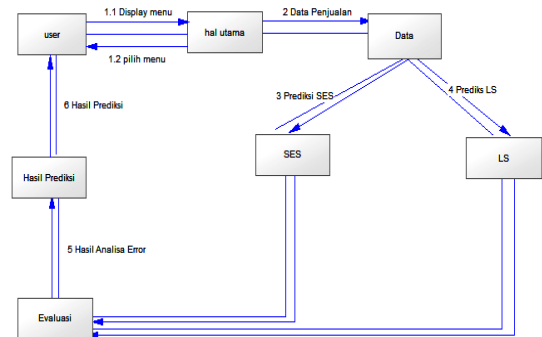 1.1 Display menu
2 Data Penjualan
user
hal utama
Data
1.2 pilih menu
3 Prediksi SES
4 Prediks LS
6 Hasil Prediksi
SES
LS
Hasil Prediksi
5 Hasil Analisa Error
Evaluasi